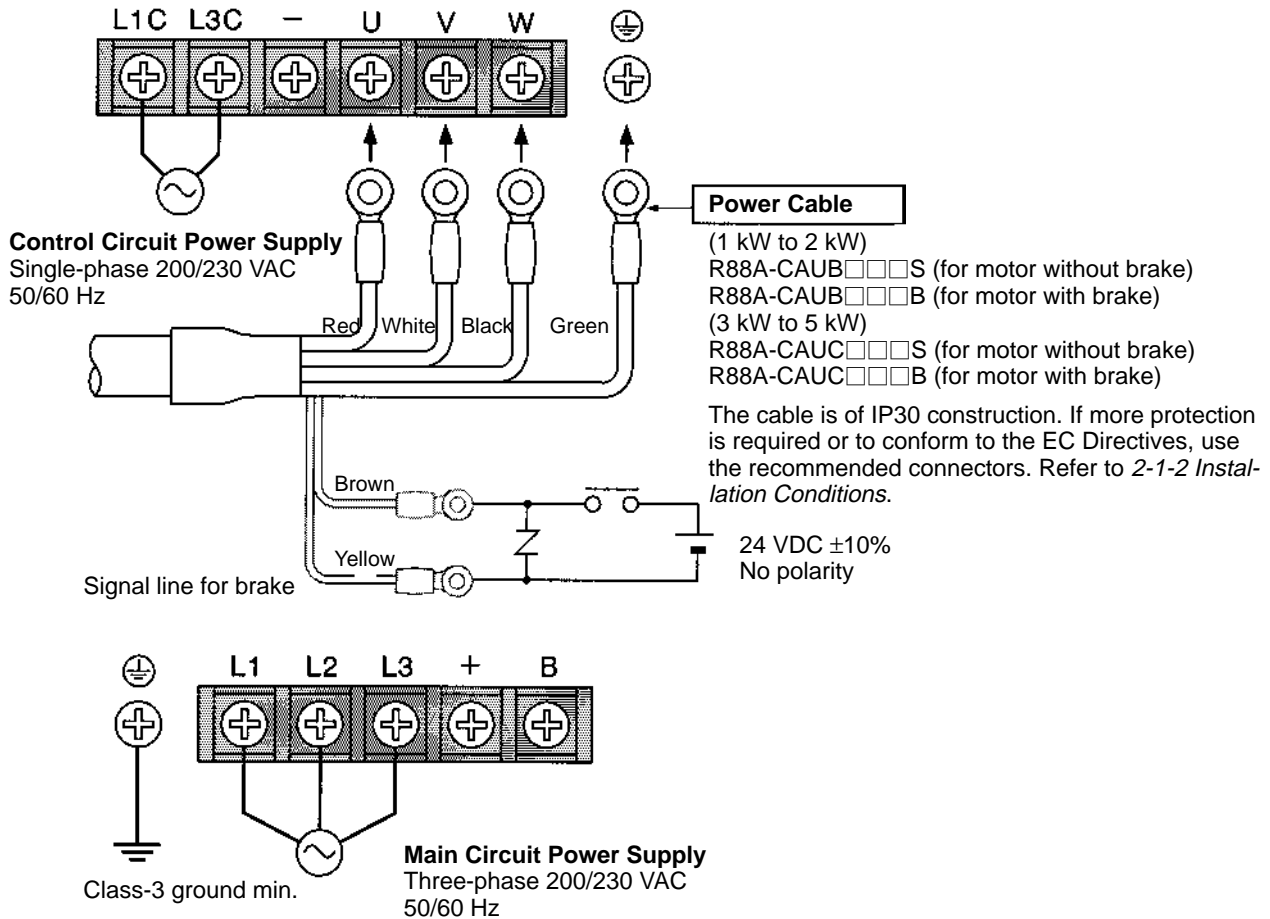 L1C L3C − U V W
Control Circuit Power Supply
Single-phase 200/230 VAC
50/60 Hz
Red White Black Green
Power Cable
(1 kW to 2 kW)
R88A-CAUB□□□S (for motor without brake)
R88A-CAUB□□□B (for motor with brake)
(3 kW to 5 kW)
R88A-CAUC□□□S (for motor without brake)
R88A-CAUC□□□B (for motor with brake)
The cable is of IP30 construction. If more protection
is required or to conform to the EC Directives, use
the recommended connectors. Refer to 2-1-2 Instal-
lation Conditions.
Brown
Yellow
Signal line for brake
24 VDC ±10%
No polarity
L1 L2 L3 + B
Class-3 ground min.
Main Circuit Power Supply
Three-phase 200/230 VAC
50/60 Hz